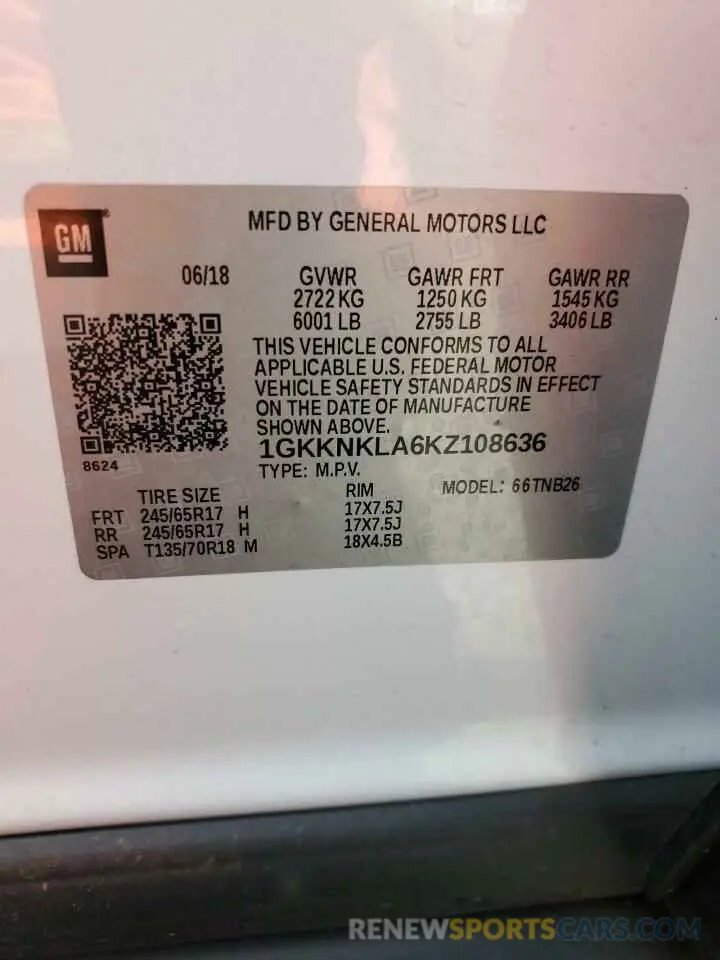 GM
MFD BY GENERAL MOTORS LLC
06/18 GVWR GAWR FRT GAWR RR
2722 KG 1250 KG 1545 KG
6001 LB 2755 LB 3406 LB
THIS VEHICLE CONFORMS TO ALL
APPLICABLE U.S. FEDERAL MOTOR
VEHICLE SAFETY STANDARDS IN EFFECT
ON THE DATE OF MANUFACTURE
SHOWN ABOVE.
8624
1GKKNKLA6KZ108636
TYPE: M.P.V. MODEL: 66TNB26
TIRE SIZE RIM
FRT 245/65R17 H 17X7.5J
RR 245/65R17 H 17X7.5J
SPA T135/70R18 M 18X4.5B
RENEWSPORTSCARS.COM